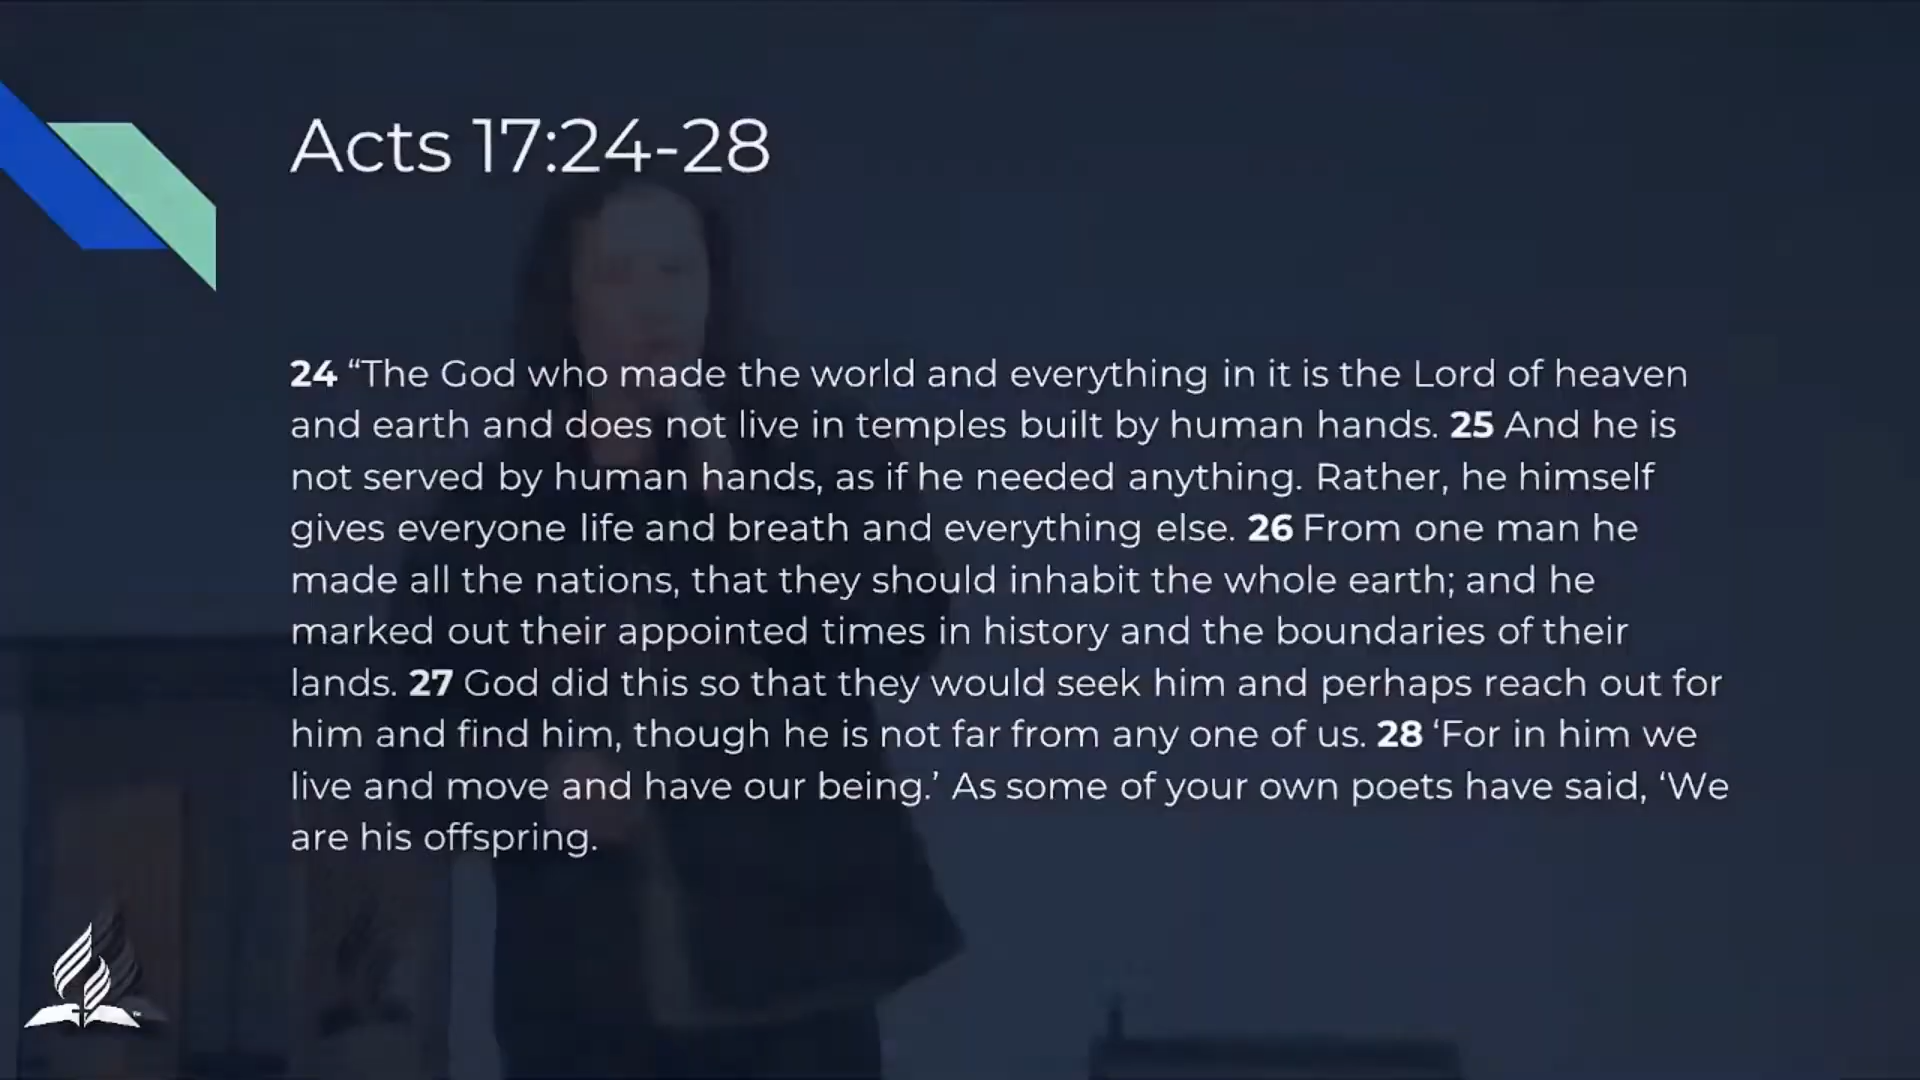 Acts 17:24-28
24 “The God who made the world and everything in it is the Lord of heaven
and earth and does not live in temples built by human hands. 25 And he is
not served by human hands, as if he needed anything. Rather, he himself
gives everyone life and breath and everything else. 26 From one man he
made all the nations, that they should inhabit the whole earth; and he
marked out their appointed times in history and the boundaries of their
lands. 27 God did this so that they would seek him and perhaps reach out for
him and find him, though he is not far from any one of us. 28 ‘For in him we
live and move and have our being.’ As some of your own poets have said, ‘We
are his offspring.